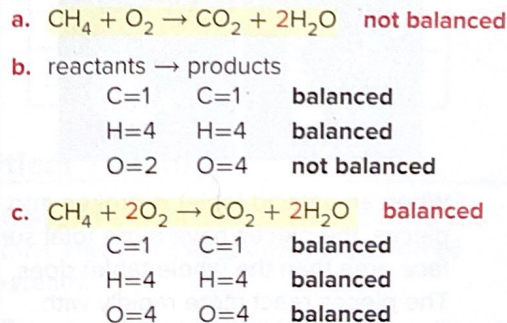 a. CH₄ + O₂ → CO₂ + 2H₂O not balanced
b. reactants → products
C=1 C=1 balanced
H=4 H=4 balanced
O=2 O=4 not balanced
c. CH₄ + 2O₂ → CO₂ + 2H₂O balanced
C=1 C=1 balanced
H=4 H=4 balanced
O=4 O=4 balanced